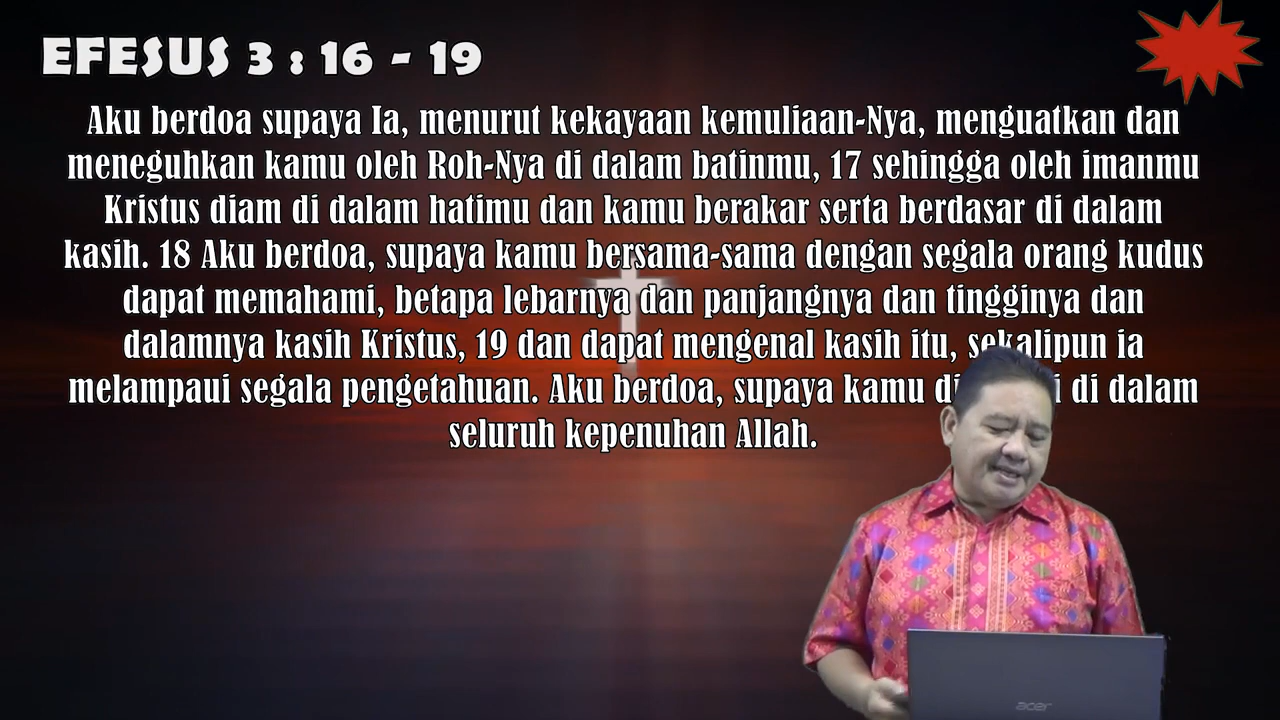 EFESUS 3 : 16 - 19
Aku berdoa supaya Ia, menurut kekayaan kemuliaan-Nya, menguatkan dan
meneguhkan kamu oleh Roh-Nya di dalam batinmu, 17 sehingga oleh imanmu
Kristus diam di dalam hatimu dan kamu berakar serta berdasar di dalam
kasih. 18 Aku berdoa, supaya kamu bersama-sama dengan segala orang kudus
dapat memahami, betapa lebarnya dan panjangnya dan tingginya dan
dalamnya kasih Kristus, 19 dan dapat mengenal kasih itu, sekalipun ia
melampaui segala pengetahuan. Aku berdoa, supaya kamu di dalam
seluruh kepenuhan Allah.
acer